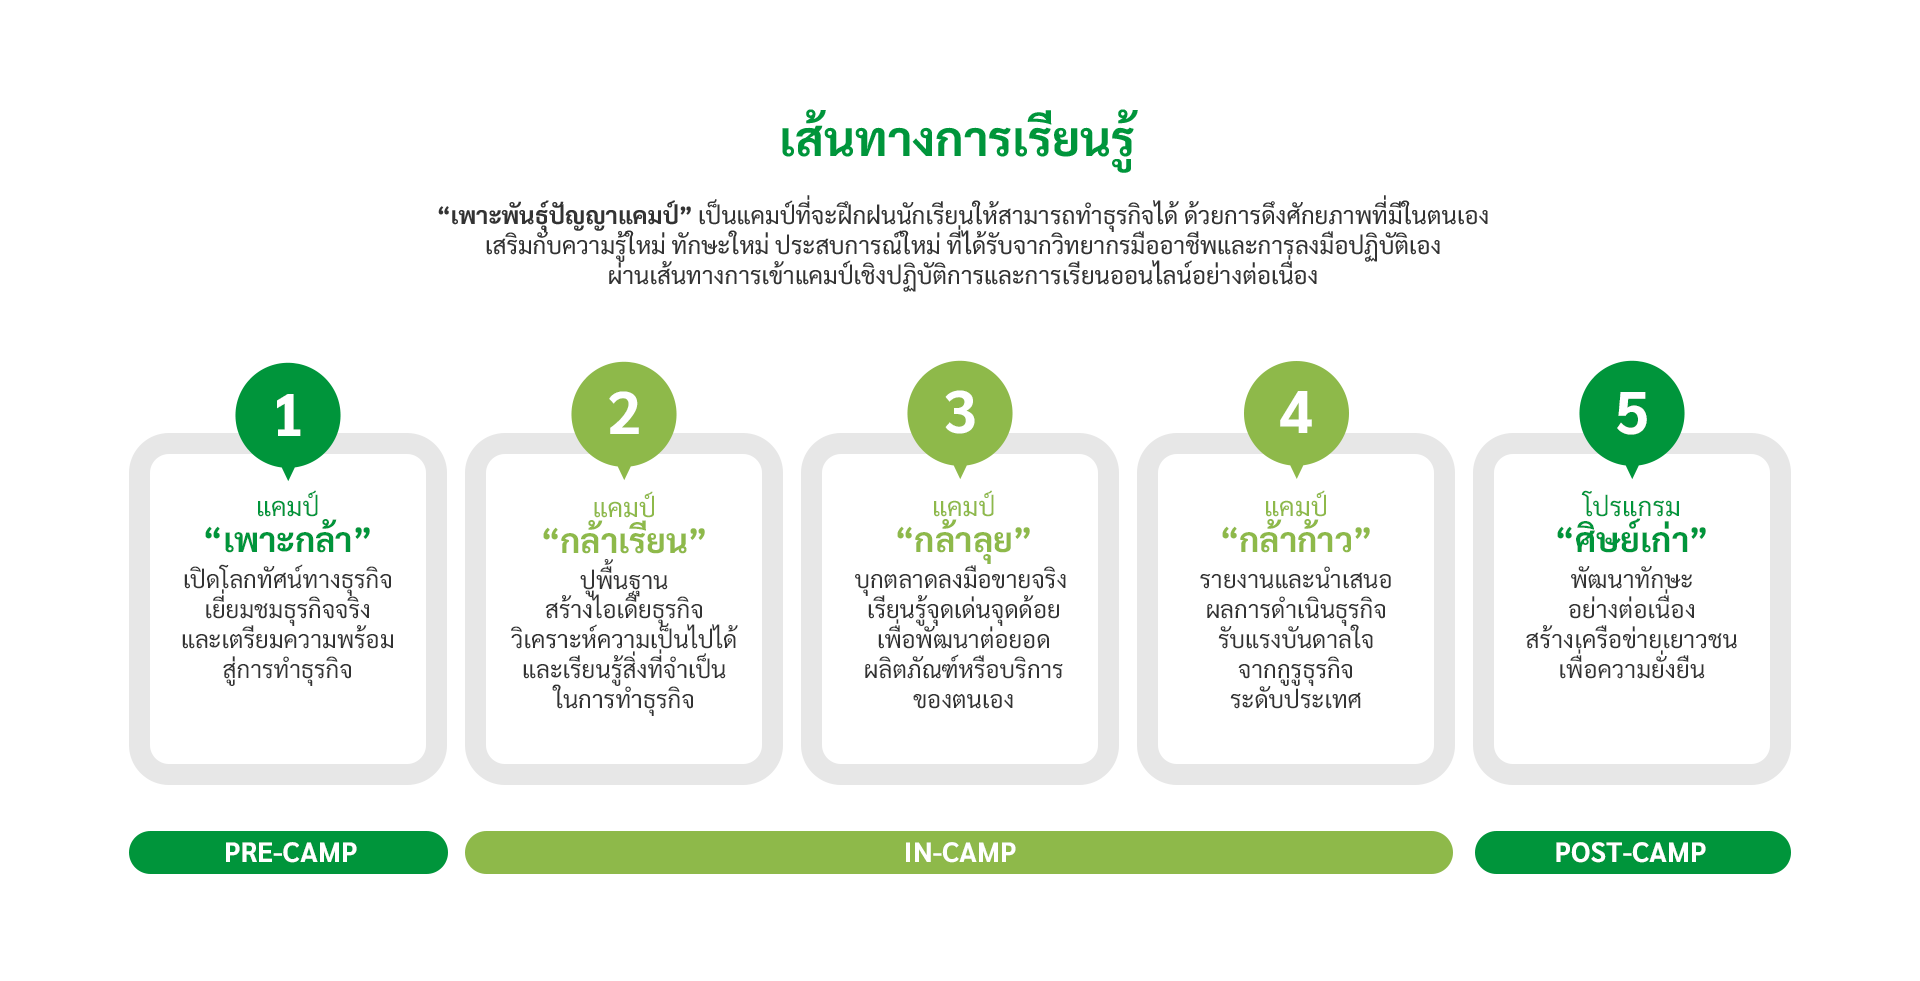 เส้นทางการเรียนรู้
“เพาะพันธุ์ปัญญาแคมป์” เป็นแคมป์ที่จะฝึกฝนนักเรียนให้สามารถทำธุรกิจได้ ด้วยการดึงศักยภาพที่มีในตนเอง
เสริมกับความรู้ใหม่ ทักษะใหม่ ประสบการณ์ใหม่ ที่ได้รับจากวิทยากรมืออาชีพและการลงมือปฏิบัติเอง
ผ่านเส้นทางการเข้าแคมป์เชิงปฏิบัติการและการเรียนออนไลน์อย่างต่อเนื่อง
1
แคมป์
“เพาะกล้า”
เปิดโลกทัศน์ทางธุรกิจ
เยี่ยมชมธุรกิจจริง
และเตรียมความพร้อม
สู่การทำธุรกิจ
2
แคมป์
“กล้าเรียน”
ปูพื้นฐาน
สร้างไอเดียธุรกิจ
วิเคราะห์ความเป็นไปได้
และเรียนรู้สิ่งที่จำเป็น
ในการทำธุรกิจ
3
แคมป์
“กล้าลุย”
บุกตลาดลงมือขายจริง
เรียนรู้จุดเด่นจุดด้อย
เพื่อพัฒนาต่อยอด
ผลิตภัณฑ์หรือบริการ
ของตนเอง
4
แคมป์
“กล้าก้าว”
รายงานและนำเสนอ
ผลการดำเนินธุรกิจ
รับแรงบันดาลใจ
จากกูรูธุรกิจ
ระดับประเทศ
5
โปรแกรม
“ศิษย์เก่า”
พัฒนาทักษะ
อย่างต่อเนื่อง
สร้างเครือข่ายเยาวชน
เพื่อความยั่งยืน
PRE-CAMP
IN-CAMP
POST-CAMP